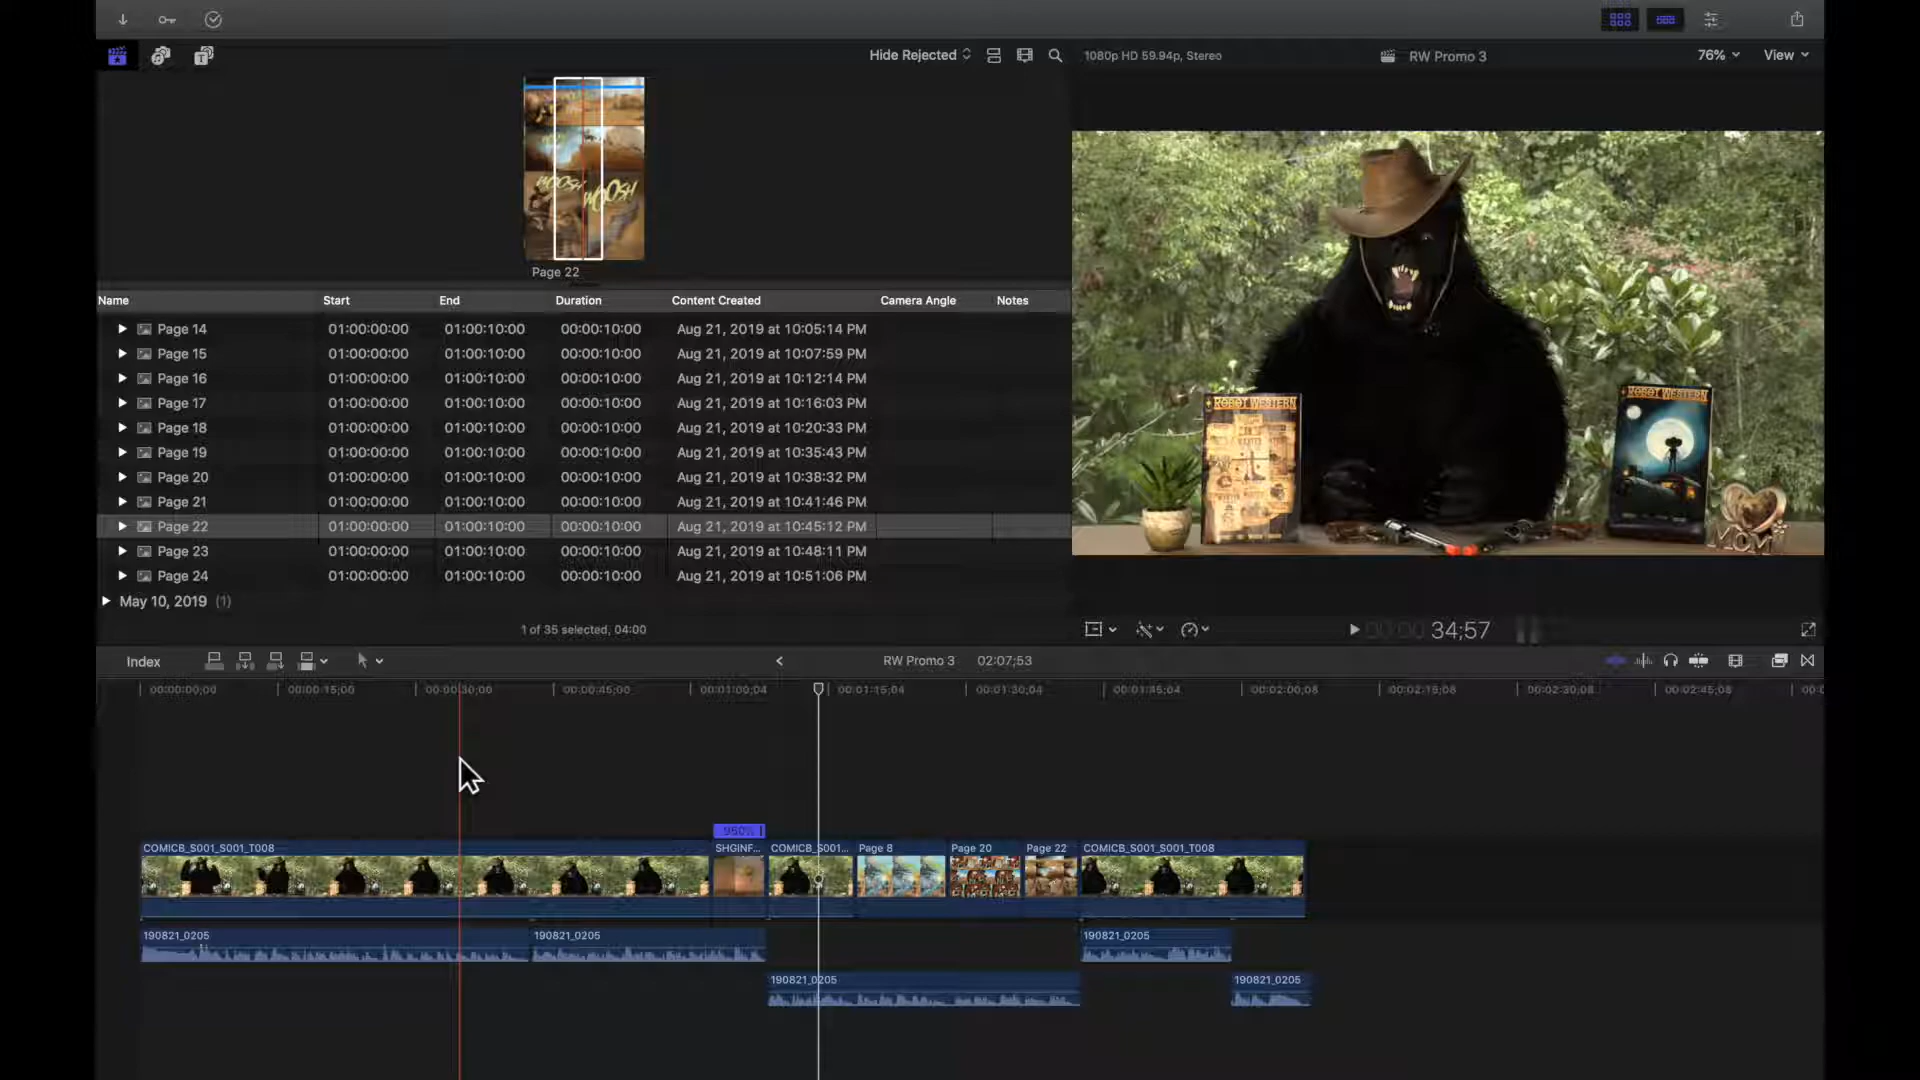 Hide Rejected
1080p HD 59.94p, Stereo
RW Promo 3
76%
View
WOOSH
WOOSH
Page 22
Name Start End Duration Content Created Camera Angle Notes
Page 14 01:00:00:00 01:00:10:00 00:00:10:00 Aug 21, 2019 at 10:05:14 PM
Page 15 01:00:00:00 01:00:10:00 00:00:10:00 Aug 21, 2019 at 10:07:59 PM
Page 16 01:00:00:00 01:00:10:00 00:00:10:00 Aug 21, 2019 at 10:12:14 PM
Page 17 01:00:00:00 01:00:10:00 00:00:10:00 Aug 21, 2019 at 10:16:03 PM
Page 18 01:00:00:00 01:00:10:00 00:00:10:00 Aug 21, 2019 at 10:20:33 PM
Page 19 01:00:00:00 01:00:10:00 00:00:10:00 Aug 21, 2019 at 10:35:43 PM
Page 20 01:00:00:00 01:00:10:00 00:00:10:00 Aug 21, 2019 at 10:38:32 PM
Page 21 01:00:00:00 01:00:10:00 00:00:10:00 Aug 21, 2019 at 10:41:46 PM
Page 22 01:00:00:00 01:00:10:00 00:00:10:00 Aug 21, 2019 at 10:45:12 PM
Page 23 01:00:00:00 01:00:10:00 00:00:10:00 Aug 21, 2019 at 10:48:11 PM
Page 24 01:00:00:00 01:00:10:00 00:00:10:00 Aug 21, 2019 at 10:51:06 PM
May 10, 2019 (1)
1 of 35 selected, 04:00
ROBOT WESTERN
ROBOT WESTERN
MOM
00:00:34:57
Index
RW Promo 3 02:07;53
00:00:00;00 00:00:15;00 00:00:30;00 00:00:45;00 00:01:00;04 00:01:15;04 00:01:30;04 00:01:45;04 00:02:00;08 00:02:15;08 00:02:30;08 00:02:45;08
960%
COMICB_S001_S001_T008 SHGINF... COMICB_S001... Page 8 Page 20 Page 22 COMICB_S001_S001_T008
190821_0205 190821_0205 190821_0205
190821_0205 190821_0205